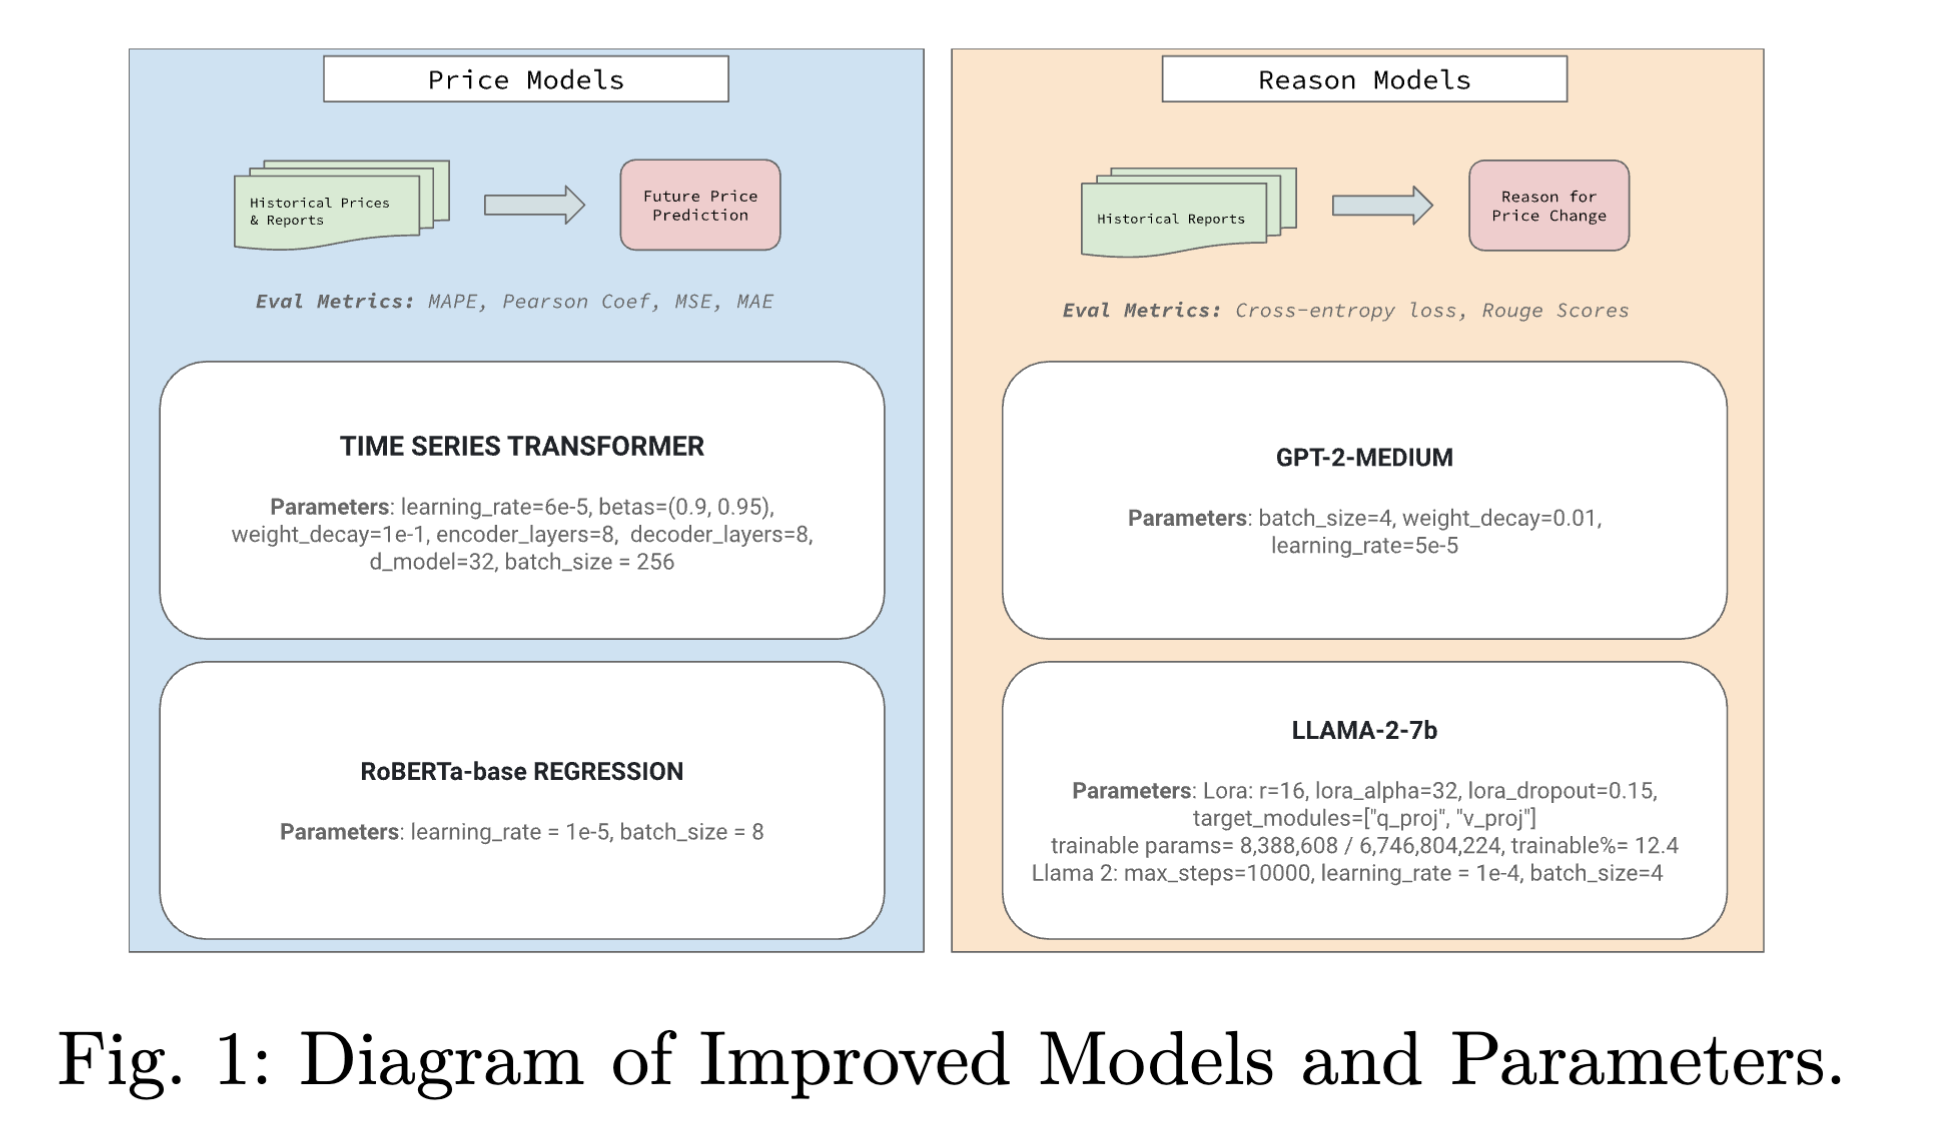 Price Models
Historical Prices
& Reports
Future Price
Prediction
Eval Metrics: MAPE, Pearson Coef, MSE, MAE
TIME SERIES TRANSFORMER
Parameters: learning_rate=6e-5, betas=(0.9, 0.95),
weight_decay=1e-1, encoder_layers=8,  decoder_layers=8,
d_model=32, batch_size = 256
RoBERTa-base REGRESSION
Parameters: learning_rate = 1e-5, batch_size = 8
Reason Models
Historical Reports
Reason for
Price Change
Eval Metrics: Cross-entropy loss, Rouge Scores
GPT-2-MEDIUM
Parameters: batch_size=4, weight_decay=0.01,
learning_rate=5e-5
LLAMA-2-7b
Parameters: Lora: r=16, lora_alpha=32, lora_dropout=0.15,
target_modules=["q_proj", "v_proj"]
trainable params= 8,388,608 / 6,746,804,224, trainable%= 12.4
Llama 2: max_steps=10000, learning_rate = 1e-4, batch_size=4
Fig. 1: Diagram of Improved Models and Parameters.